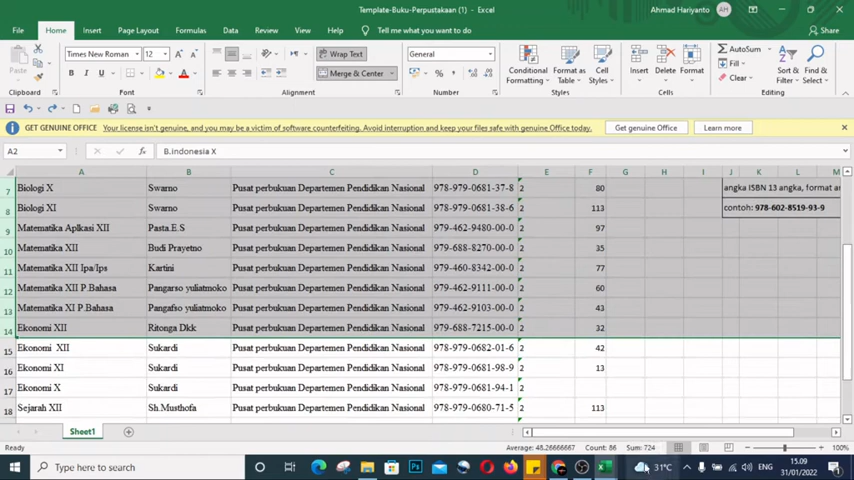 Template-Buku-Perpustakaan (1) - Excel
Ahmad Hariyanto
AH
File
Home
Insert
Page Layout
Formulas
Data
Review
View
Help
Tell me what you want to do
Share
Paste
Times New Roman
12
Wrap Text
General
Merge & Center
Conditional Formatting
Format as Table
Cell Styles
Insert
Delete
Format
AutoSum
Fill
Clear
Sort & Filter
Find & Select
Clipboard
Font
Alignment
Number
Styles
Cells
Editing
GET GENUINE OFFICE
Your license isn't genuine, and you may be a victim of software counterfeiting. Avoid interruption and keep your files safe with genuine Office today.
Get genuine Office
Learn more
A2
B.indonesia X
A B C D E F G H I J K L M
7 Biologi X Swarno Pusat perbukuan Departemen Pendidikan Nasional 978-979-0681-37-8 2 80 angka ISBN 13 angka, format an
8 Biologi XI Swarno Pusat perbukuan Departemen Pendidikan Nasional 978-979-0681-38-6 2 113 contoh: 978-602-8519-93-9
9 Matematika Aplkasi XII Pasta.E.S Pusat perbukuan Departemen Pendidikan Nasional 979-462-9480-00-0 2 97
10 Matematika XII Budi Prayetno Pusat perbukuan Departemen Pendidikan Nasional 979-688-8270-00-0 2 35
11 Matematika XII Ipa/Ips Kartini Pusat perbukuan Departemen Pendidikan Nasional 979-460-8342-00-0 2 77
12 Matematika XII P.Bahasa Pangarso yuliatmoko Pusat perbukuan Departemen Pendidikan Nasional 979-462-9111-00-0 2 60
13 Matematika XI P.Bahasa Pangafso yuliatmoko Pusat perbukuan Departemen Pendidikan Nasional 979-462-9103-00-0 2 43
14 Ekonomi XII Ritonga Dkk Pusat perbukuan Departemen Pendidikan Nasional 979-688-7215-00-0 2 32
15 Ekonomi  XII Sukardi Pusat perbukuan Departemen Pendidikan Nasional 978-979-0682-01-6 2 42
16 Ekonomi XI Sukardi Pusat perbukuan Departemen Pendidikan Nasional 978-979-0681-98-9 2 13
17 Ekonomi X Sukardi Pusat perbukuan Departemen Pendidikan Nasional 978-979-0681-94-1 2
18 Sejarah XII Sh.Musthofa Pusat perbukuan Departemen Pendidikan Nasional 978-979-0680-71-5 2 113
Sheet1
Ready
Average: 48.26666667 Count: 86 Sum: 724
100%
Type here to search
31°C
ENG
15.09
31/01/2022